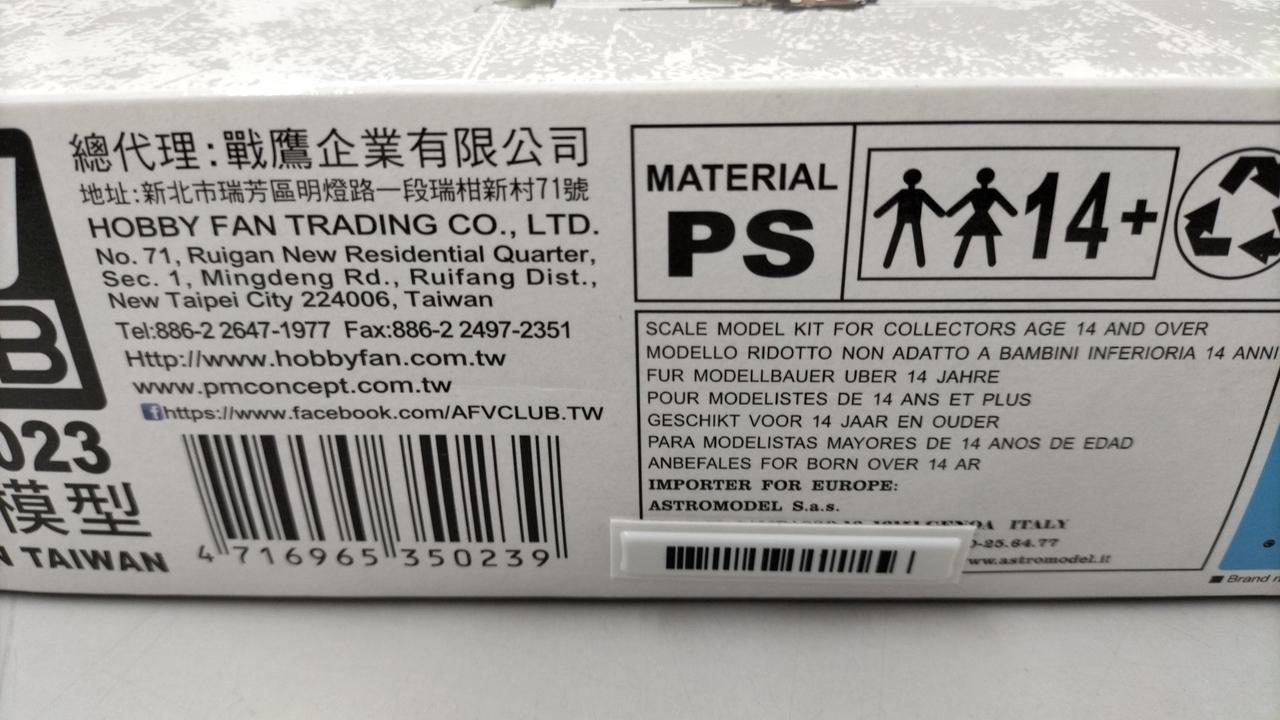 總代理:戰鷹企業有限公司
地址:新北市瑞芳區明燈路一段瑞柑新村71號
HOBBY FAN TRADING CO., LTD.
No. 71, Ruigan New Residential Quarter,
Sec. 1, Mingdeng Rd., Ruifang Dist.,
New Taipei City 224006, Taiwan
Tel:886-2 2647-1977 Fax:886-2 2497-2351
Http://www.hobbyfan.com.tw
www.pmconcept.com.tw
https://www.facebook.com/AFVCLUB.TW
4 716965 350239
B
023
模型
TAIWAN
MATERIAL
PS
14+
SCALE MODEL KIT FOR COLLECTORS AGE 14 AND OVER
MODELLO RIDOTTO NON ADATTO A BAMBINI INFERIORIA 14 ANNI
FUR MODELLBAUER UBER 14 JAHRE
POUR MODELISTES DE 14 ANS ET PLUS
GESCHIKT VOOR 14 JAAR EN OUDER
PARA MODELISTAS MAYORES DE 14 ANOS DE EDAD
ANBEFALES FOR BORN OVER 14 AR
IMPORTER FOR EUROPE:
ASTROMODEL S.a.s.
ITALY
0-25.64.77
www.astromodel.it
Brand